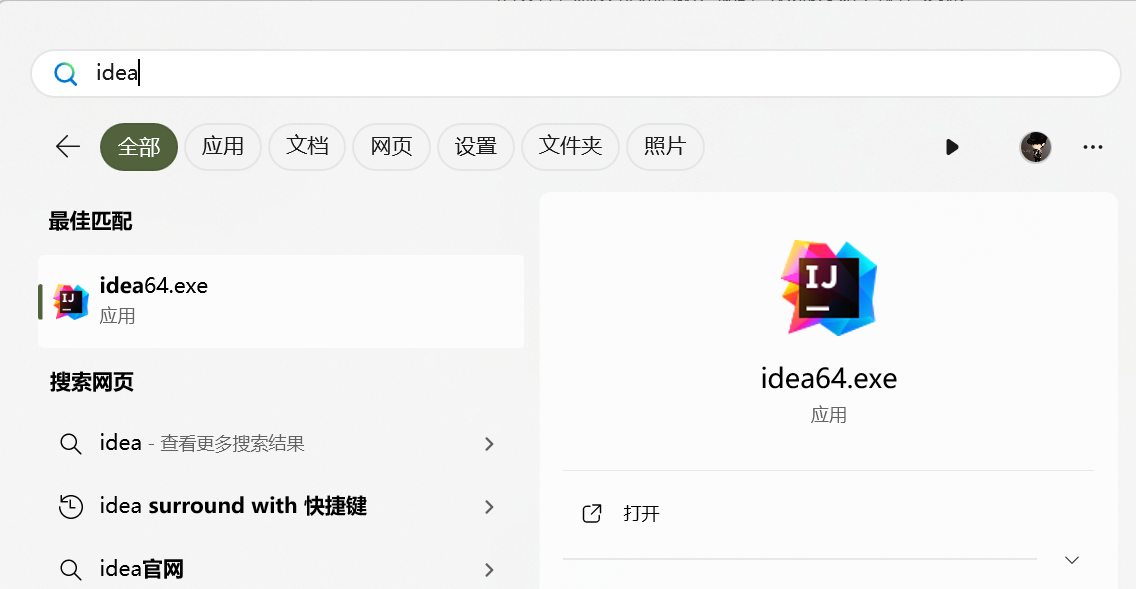 idea
全部 应用 文档 网页 设置 文件夹 照片
最佳匹配
idea64.exe
应用
搜索网页
idea - 查看更多搜索结果
idea surround with 快捷键
idea官网
IJ
idea64.exe
应用
打开